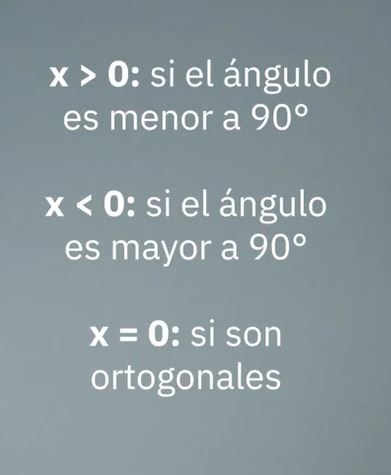 x > 0: si el ángulo
es menor a 90°
x < 0: si el ángulo
es mayor a 90°
x = 0: si son
ortogonales